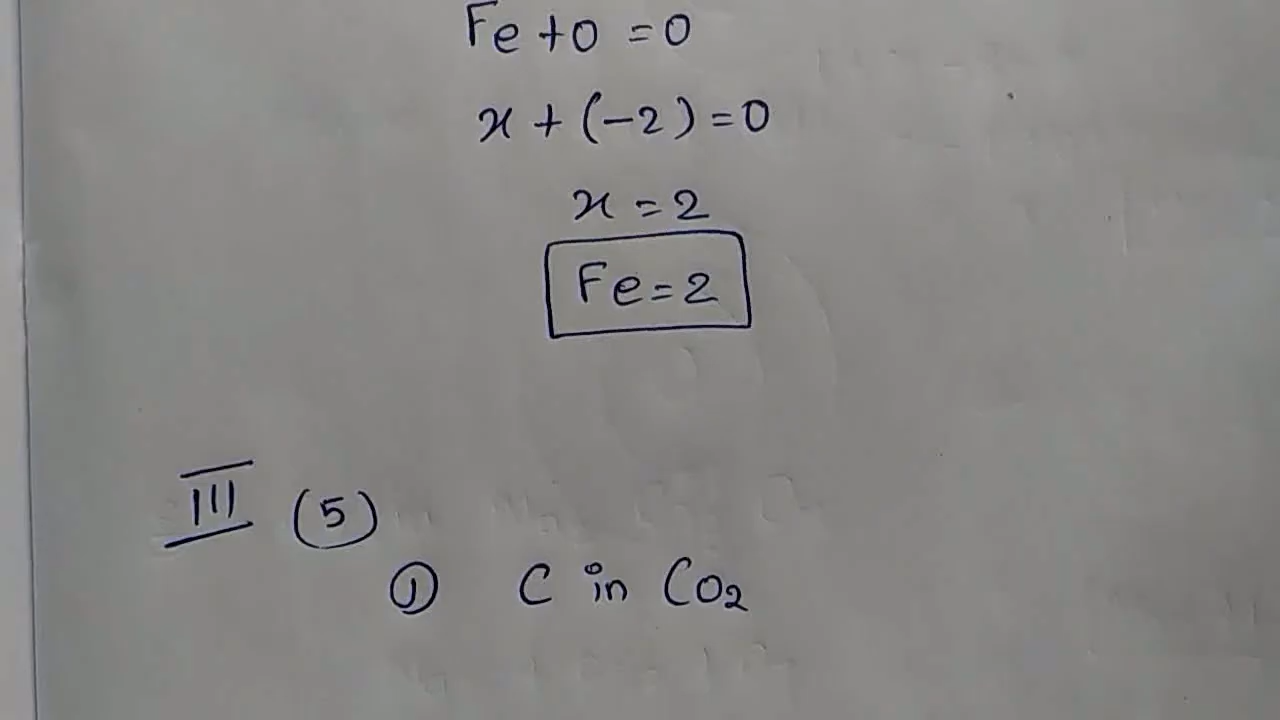 Fe + O = 0
x + (-2) = 0
x = 2
Fe = 2
III (5)
① C in CO₂